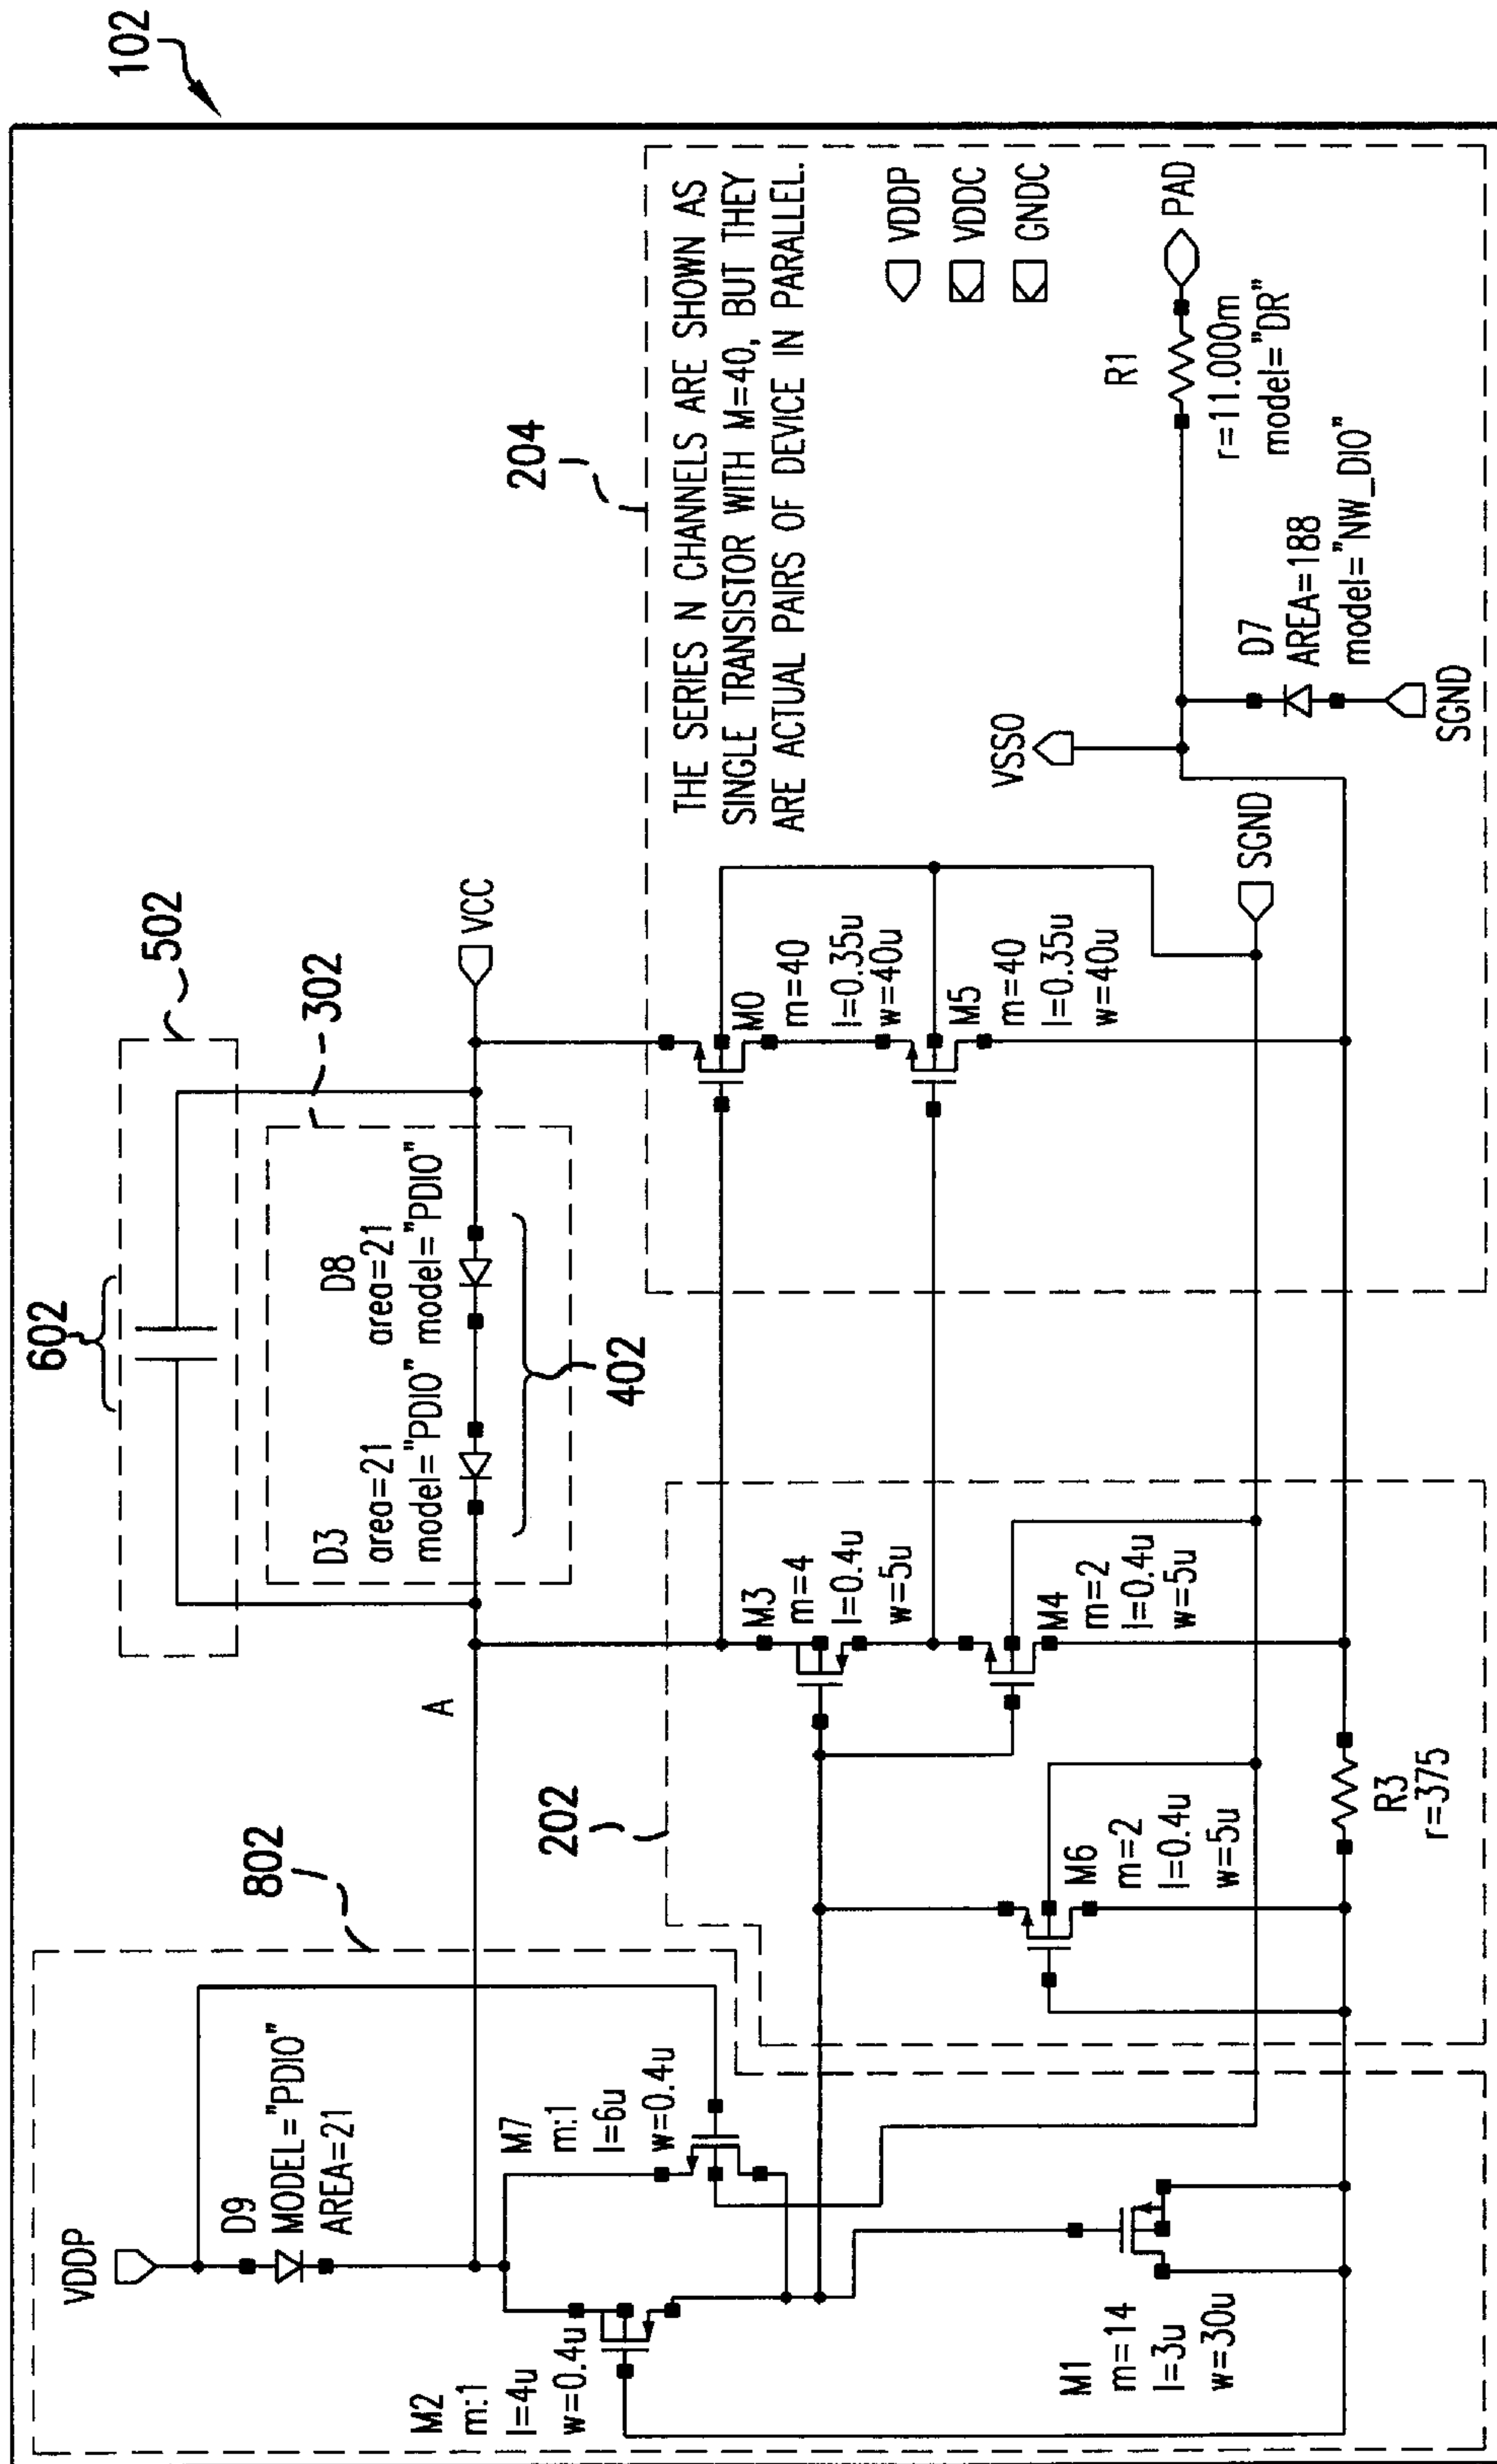 102
602
502
302
D3
area=21
model="PDIO"
D8
area=21
model="PDIO"
402
VCC
A
802
VDDP
D9
MODEL="PDIO"
AREA=21
M2
m:1
l=4u
w=0.4u
M7
m:1
l=6u
w=0.4u
M1
m=14
l=3u
w=30u
202
M3
m=4
l=0.4u
w=5u
M4
m=2
l=0.4u
w=5u
M6
m=2
l=0.4u
w=5u
R3
r=375
204
THE SERIES N CHANNELS ARE SHOWN AS
SINGLE TRANSISTOR WITH M=40, BUT THEY
ARE ACTUAL PAIRS OF DEVICE IN PARALLEL.
M0
m=40
l=0.35u
w=40u
M5
m=40
l=0.35u
w=40u
VDDP
VDDC
GNDC
SGND
VSSO
R1
r=11.000m
model="DR"
PAD
D7
AREA=188
model="NW_DIO"
SGND